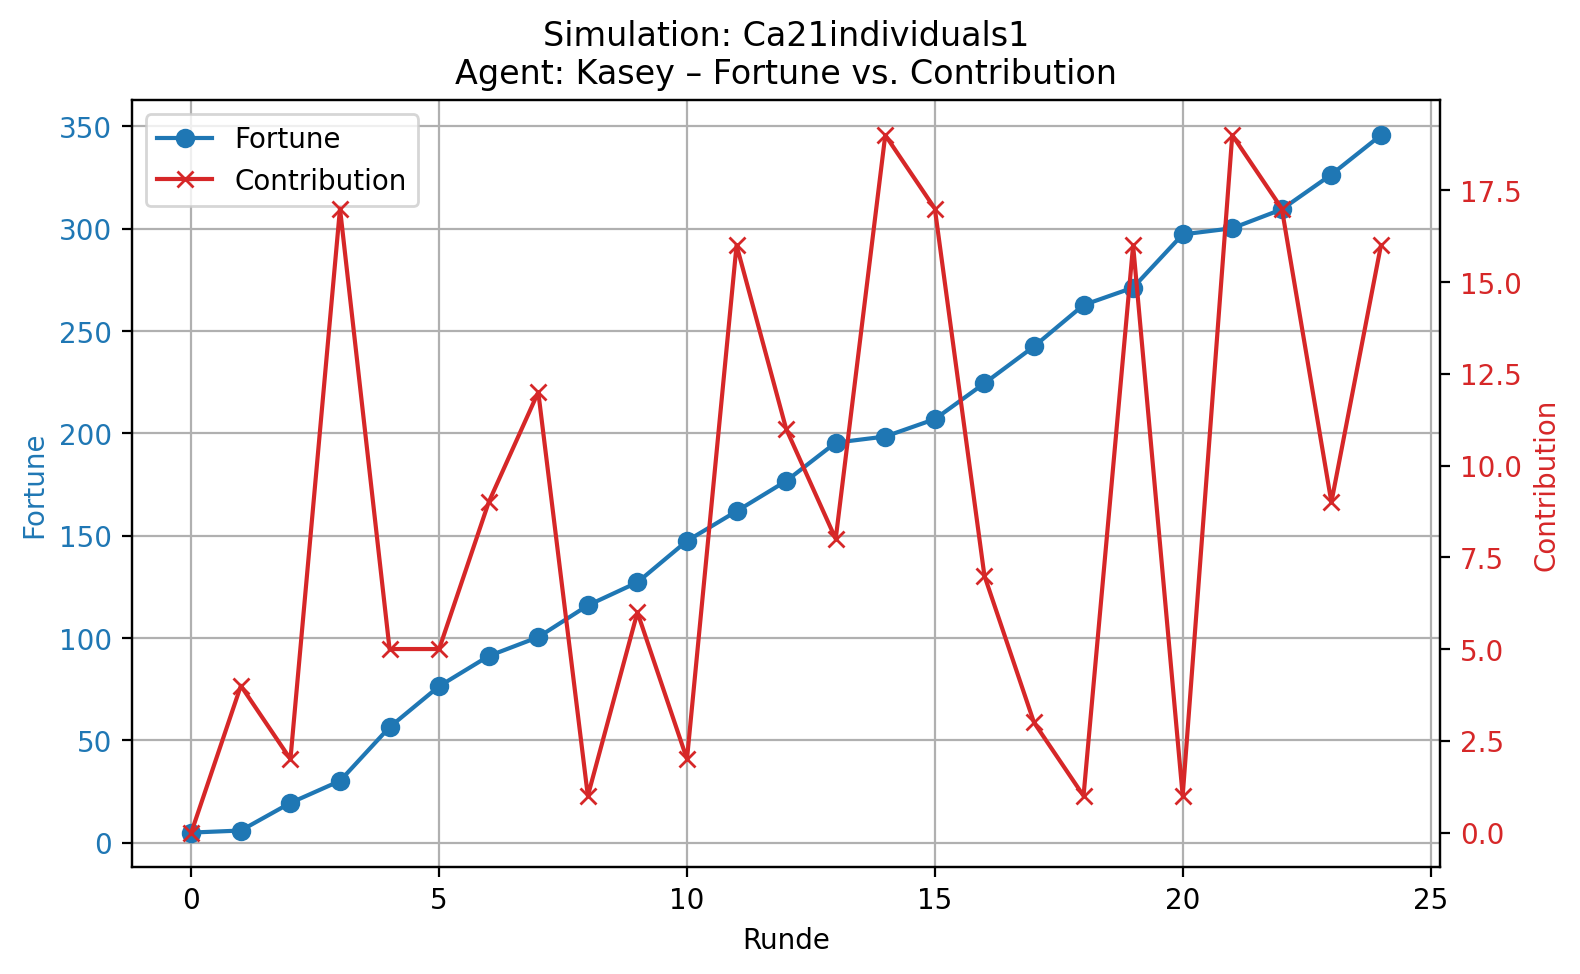 Simulation: Ca21individuals1
Agent: Kasey – Fortune vs. Contribution
Fortune
Contribution
350
300
250
200
150
100
50
0
Fortune
17.5
15.0
12.5
10.0
7.5
5.0
2.5
0.0
Contribution
0 5 10 15 20 25
Runde